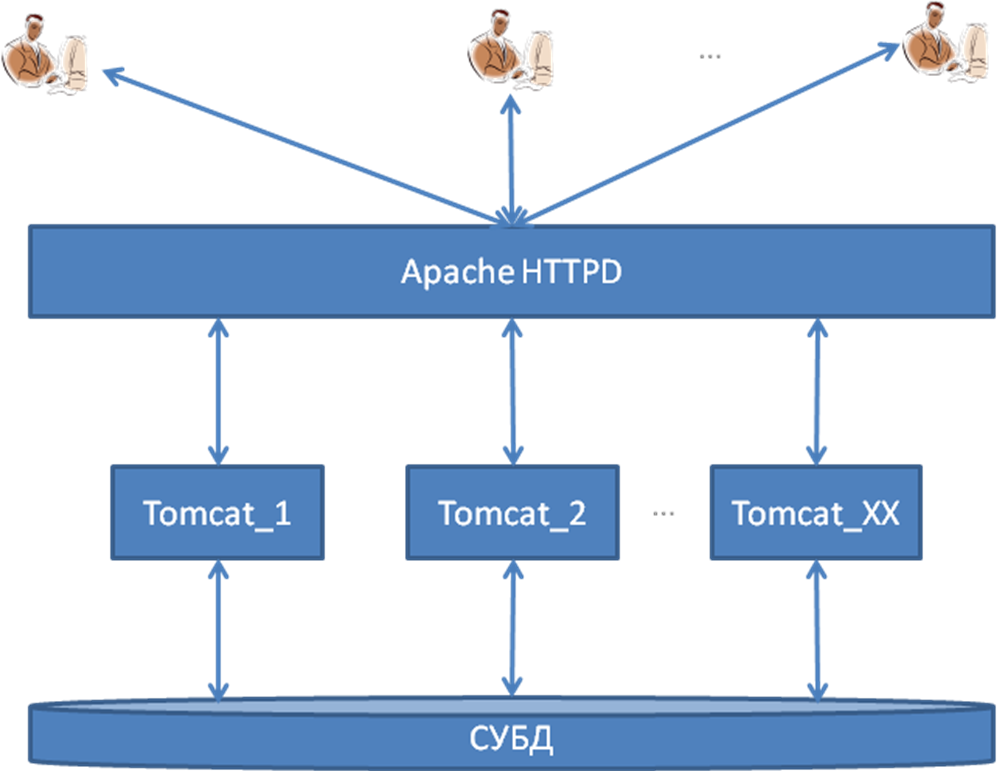 ...
Apache HTTPD
Tomcat_1
Tomcat_2
...
Tomcat_XX
СУБД